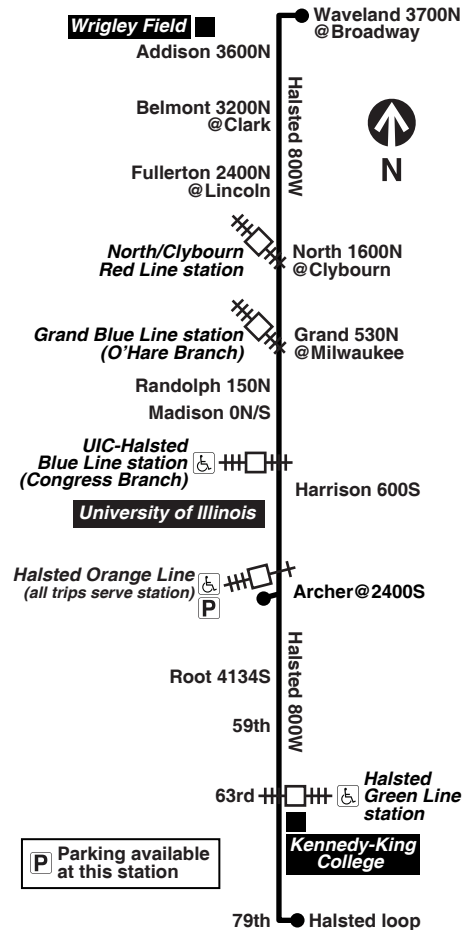 Wrigley Field
Waveland 3700N
@Broadway
Addison 3600N
Halsted 800W
Belmont 3200N
@Clark
N
Fullerton 2400N
@Lincoln
North/Clybourn
Red Line station
North 1600N
@Clybourn
Grand Blue Line station
(O'Hare Branch)
Grand 530N
@Milwaukee
Randolph 150N
Madison 0N/S
UIC-Halsted
Blue Line station
(Congress Branch)
Harrison 600S
University of Illinois
Halsted Orange Line
(all trips serve station)
P
Archer@2400S
Halsted 800W
Root 4134S
59th
63rd
Halsted
Green Line
station
Kennedy-King
College
P Parking available
at this station
79th
Halsted loop